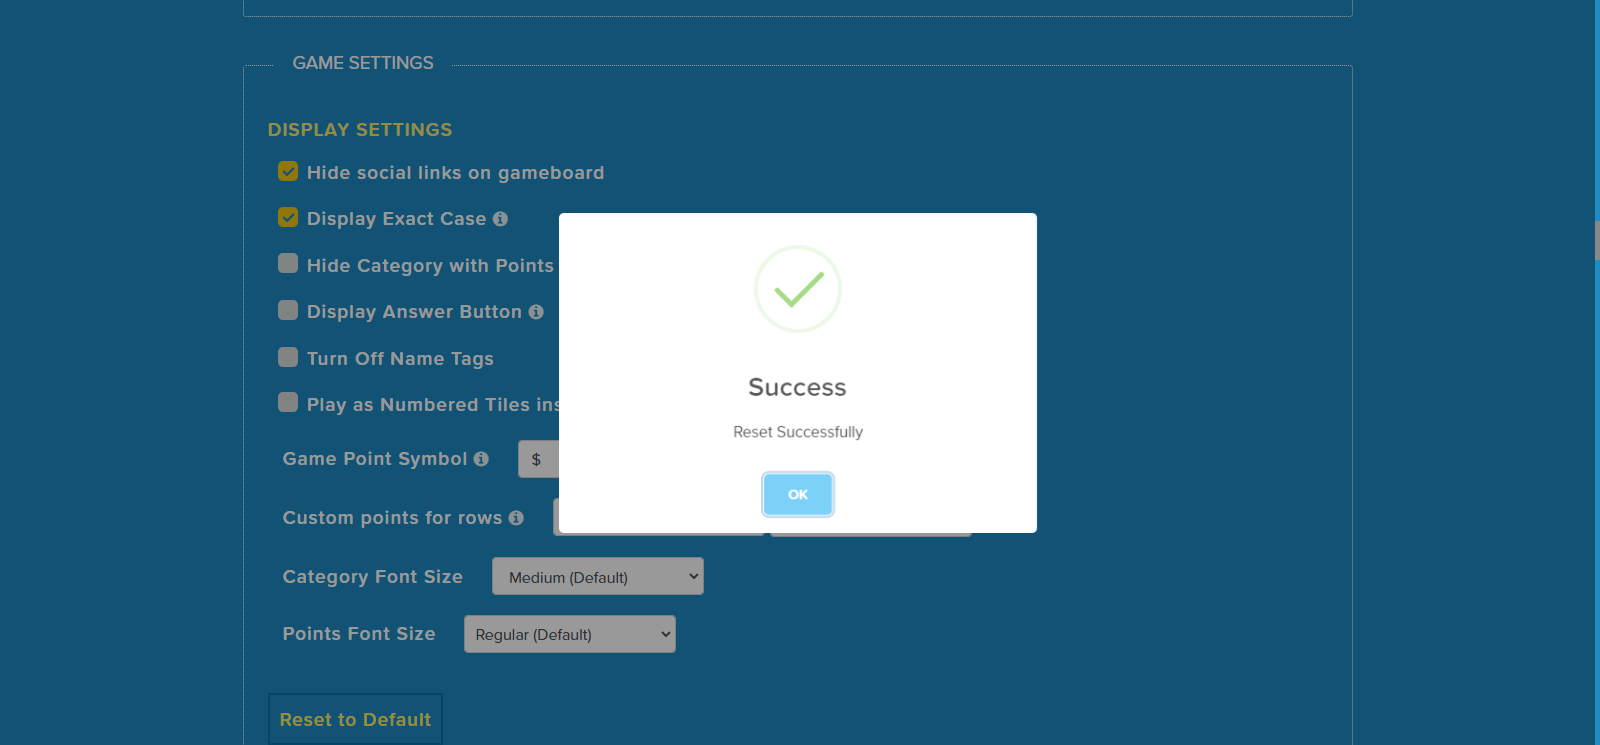 GAME SETTINGS
DISPLAY SETTINGS
Hide social links on gameboard
Display Exact Case
Hide Category with Points
Display Answer Button
Turn Off Name Tags
Play as Numbered Tiles ins
Game Point Symbol $
Custom points for rows
Category Font Size Medium (Default)
Points Font Size Regular (Default)
Reset to Default
Success
Reset Successfully
OK